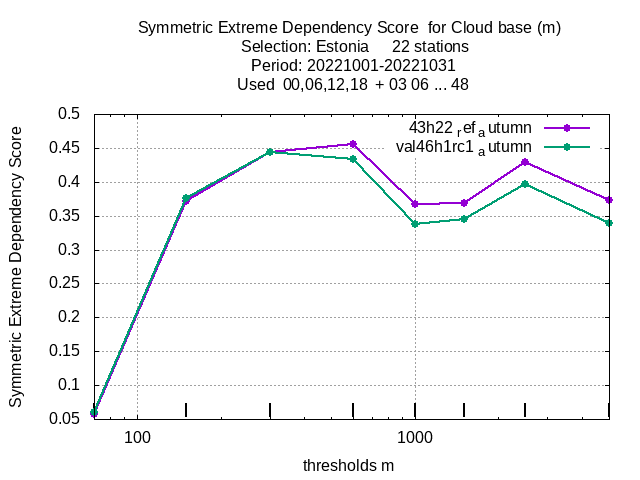 Symmetric Extreme Dependency Score for Cloud base (m)
Selection: Estonia 22 stations
Period: 20221001-20221031
Used 00,06,12,18 + 03 06 ... 48
43h22 ref autumn
val46h1rc1 autumn
Symmetric Extreme Dependency Score
0.5
0.45
0.4
0.35
0.3
0.25
0.2
0.15
0.1
0.05
100
1000
thresholds m